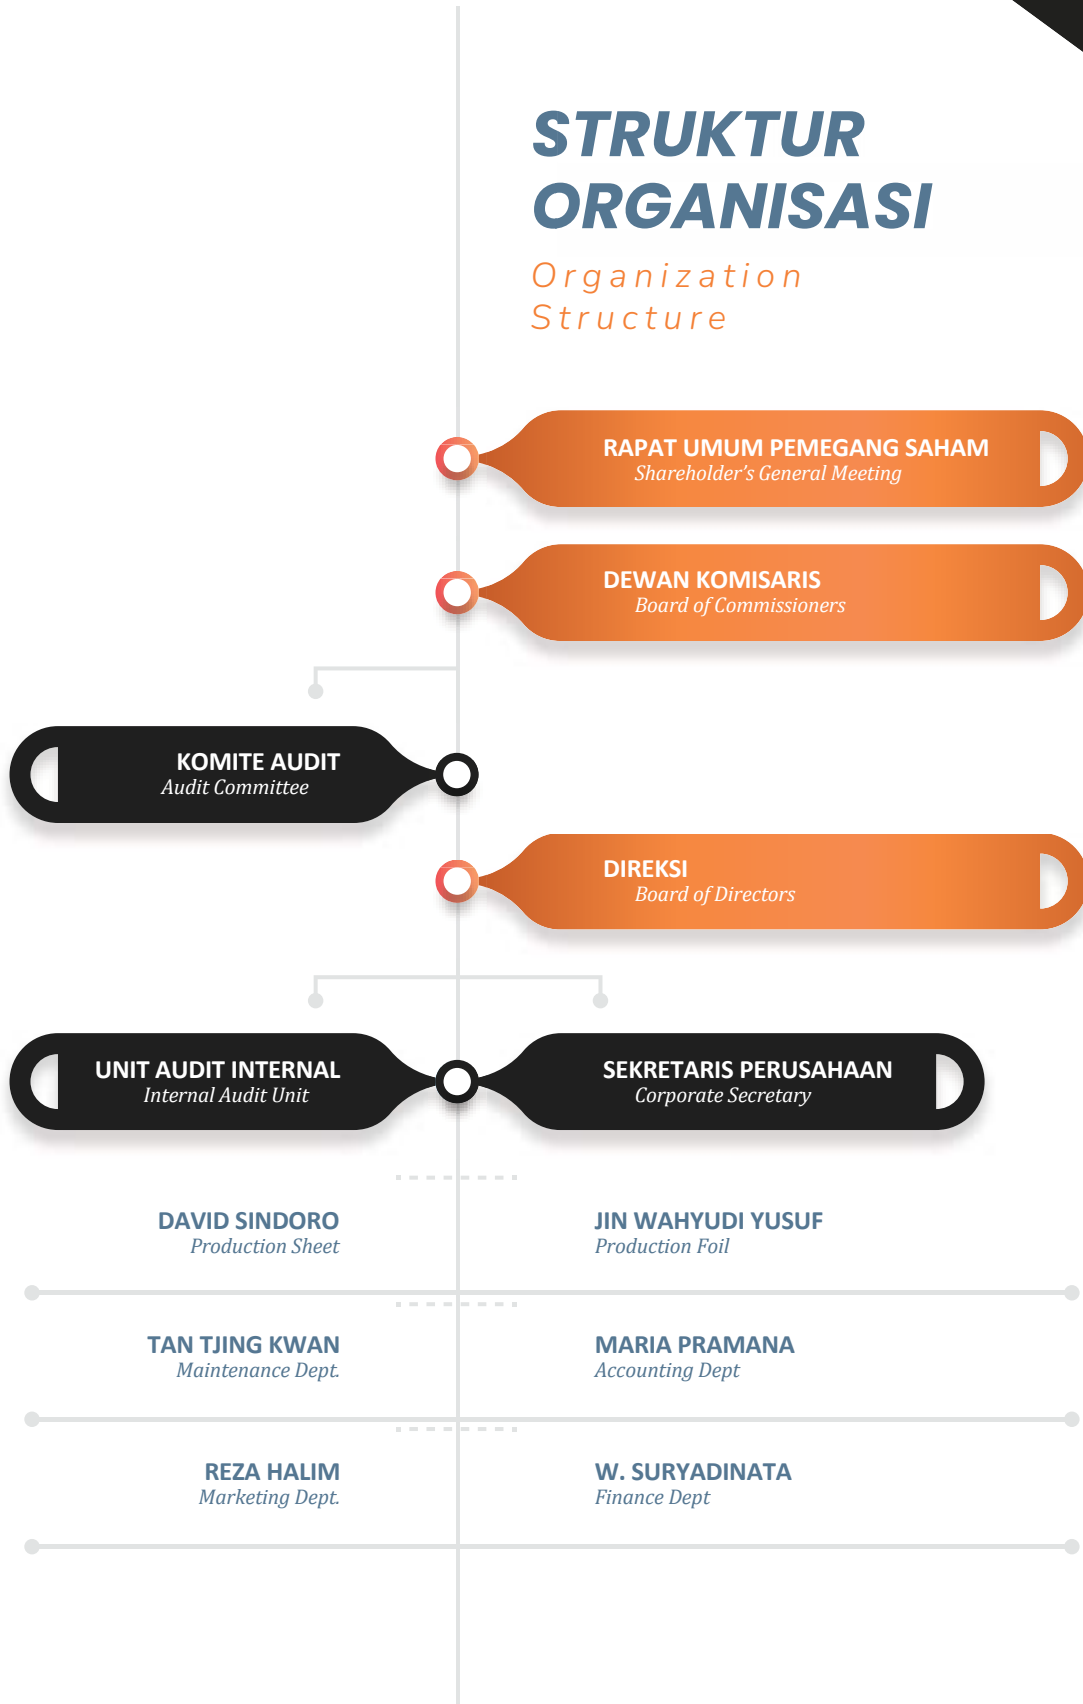 STRUKTUR
ORGANISASI
Organization
Structure
RAPAT UMUM PEMEGANG SAHAM
Shareholder's General Meeting
DEWAN KOMISARIS
Board of Commissioners
KOMITE AUDIT
Audit Committee
DIREKSI
Board of Directors
UNIT AUDIT INTERNAL
Internal Audit Unit
SEKRETARIS PERUSAHAAN
Corporate Secretary
DAVID SINDORO
Production Sheet
JIN WAHYUDI YUSUF
Production Foil
TAN TJING KWAN
Maintenance Dept.
MARIA PRAMANA
Accounting Dept
REZA HALIM
Marketing Dept.
W. SURYADINATA
Finance Dept